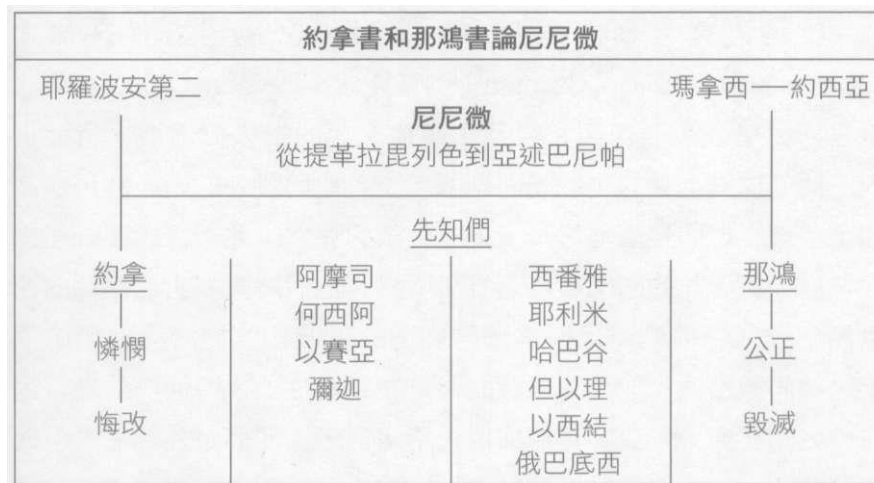 約拿書和那鴻書論尼尼微
耶羅波安第二
瑪拿西──約西亞
尼尼微
從提革拉毘列色到亞述巴尼帕
先知們
約拿
憐憫
悔改
阿摩司
何西阿
以賽亞
彌迦
西番雅
耶利米
哈巴谷
但以理
以西結
俄巴底西
那鴻
公正
毀滅